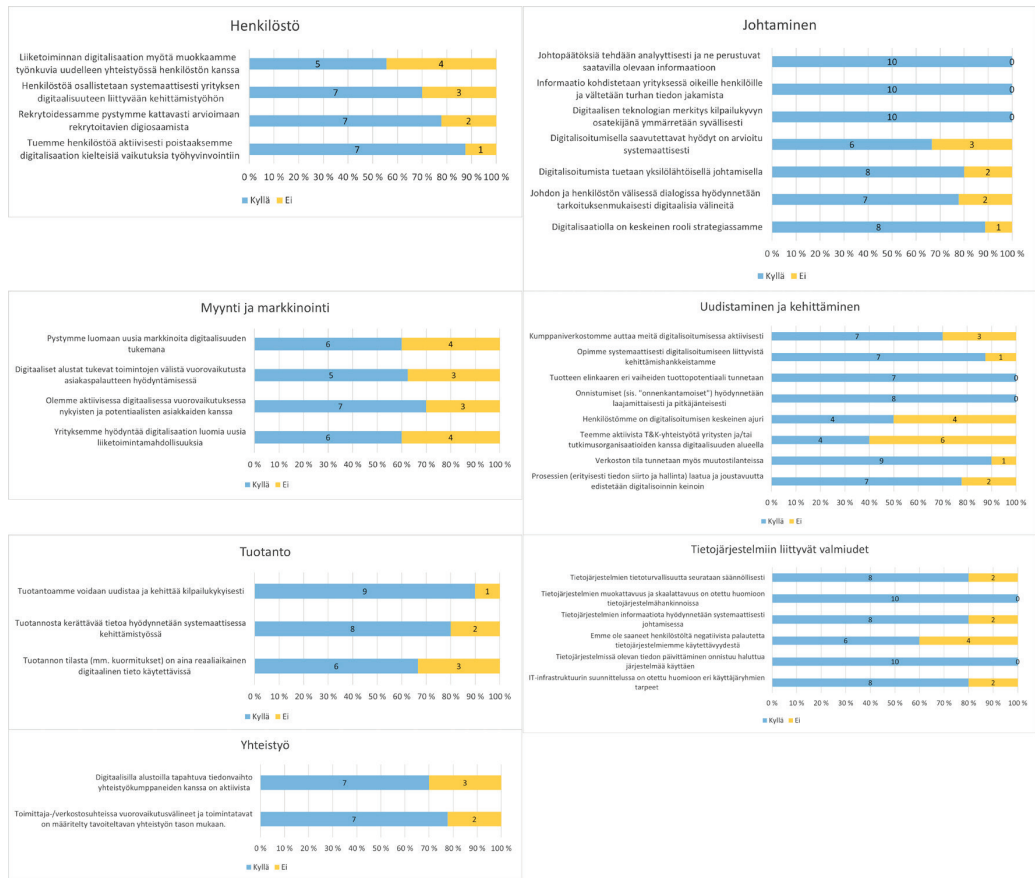 Henkilöstö
Liiketoiminnan digitalisaation myötä muokkaamme
työnkuvia uudelleen yhteistyössä henkilöstön kanssa
5 4
Henkilöstöä osallistetaan systemaattisesti yrityksen
digitaalisuuteen liittyvään kehittämistyöhön
7 3
Rekrytoidessamme pystymme kattavasti arvioimaan
rekrytoitavien digiosaamista
7 2
Tuemme henkilöstöä aktiivisesti poistaaksemme
digitalisaation kielteisiä vaikutuksia työhyvinvointiin
7 1
0 % 10 % 20 % 30 % 40 % 50 % 60 % 70 % 80 % 90 % 100 %
Kyllä Ei
Johtaminen
Johtopäätöksiä tehdään analyyttisesti ja ne perustuvat
saatavilla olevaan informaatioon
10 0
Informaatio kohdistetaan yrityksessä oikeille henkilöille
ja vältetään turhan tiedon jakamista
10 0
Digitaalisen teknologian merkitys kilpailukyvyn
osatekijänä ymmärretään syvällisesti
10 0
Digitalisoitumisella saavutettavat hyödyt on arvioitu
systemaattisesti
6 3
Digitalisoitumista tuetaan yksilölähtöisellä johtamisella
8 2
Johdon ja henkilöstön välisessä dialogissa hyödynnetään
tarkoituksenmukaisesti digitaalisia välineitä
7 2
Digitalisaatiolla on keskeinen rooli strategiassamme
8 1
0 % 10 % 20 % 30 % 40 % 50 % 60 % 70 % 80 % 90 % 100 %
Kyllä Ei
Myynti ja markkinointi
Pystymme luomaan uusia markkinoita digitaalisuuden
tukemana
6 4
Digitaaliset alustat tukevat toimintojen välistä vuorovaikutusta
asiakaspalautteen hyödyntämisessä
5 3
Olemme aktiivisessa digitaalisessa vuorovaikutuksessa
nykyisten ja potentiaalisten asiakkaiden kanssa
7 3
Yrityksemme hyödyntää digitalisaation luomia uusia
liiketoimintamahdollisuuksia
6 4
0 % 10 % 20 % 30 % 40 % 50 % 60 % 70 % 80 % 90 % 100 %
Kyllä Ei
Uudistaminen ja kehittäminen
Kumppaniverkostomme auttaa meitä digitalisoitumisessa aktiivisesti
7 3
Opimme systemaattisesti digitalisoitumiseen liittyvistä
kehittämishankkeistamme
7 1
Tuotteen elinkaaren eri vaiheiden tuottopotentiaali tunnetaan
7 0
Onnistumiset (sis. "onnenkantamoiset") hyödynnetään
laajamittaisesti ja pitkäjänteisesti
8 0
Henkilöstömme on digitalisoitumisen keskeinen ajuri
4 4
Teemme aktiivista T&K-yhteistyötä yritysten ja/tai
tutkimusorganisaatioiden kanssa digitaalisuuden alueella
4 6
Verkoston tila tunnetaan myös muutostilanteissa
9 1
Prosessien (erityisesti tiedon siirto ja hallinta) laatua ja joustavuutta
edistetään digitalisoinnin keinoin
7 2
0 % 10 % 20 % 30 % 40 % 50 % 60 % 70 % 80 % 90 % 100 %
Kyllä Ei
Tuotanto
Tuotantoamme voidaan uudistaa ja kehittää kilpailukykyisesti
9 1
Tuotannosta kerättävää tietoa hyödynnetään systemaattisessa
kehittämistyössä
8 2
Tuotannon tilasta (mm. kuormitukset) on aina reaaliaikainen
digitaalinen tieto käytettävissä
6 3
0 % 10 % 20 % 30 % 40 % 50 % 60 % 70 % 80 % 90 % 100 %
Kyllä Ei
Tietojärjestelmiin liittyvät valmiudet
Tietojärjestelmien tietoturvallisuutta seurataan säännöllisesti
8 2
Tietojärjestelmien muokattavuus ja skaalattavuus on otettu huomioon
tietojärjestelmähankinnoissa
10 0
Tietojärjestelmien informaatiota hyödynnetään systemaattisesti
johtamisessa
8 2
Emme ole saaneet henkilöstöltä negatiivista palautetta
tietojärjestelmiemme käytettävyydestä
6 4
Tietojärjestelmissä olevan tiedon päivittäminen onnistuu haluttua
järjestelmää käyttäen
10 0
IT-infrastruktuurin suunnittelussa on otettu huomioon eri käyttäjäryhmien
tarpeet
8 2
0 % 10 % 20 % 30 % 40 % 50 % 60 % 70 % 80 % 90 % 100 %
Kyllä Ei
Yhteistyö
Digitaalisilla alustoilla tapahtuva tiedonvaihto
yhteistyökumppaneiden kanssa on aktiivista
7 3
Toimittaja-/verkostosuhteissa vuorovaikutusvälineet ja toimintatavat
on määritelty tavoiteltavan yhteistyön tason mukaan.
7 2
0 % 10 % 20 % 30 % 40 % 50 % 60 % 70 % 80 % 90 % 100 %
Kyllä Ei